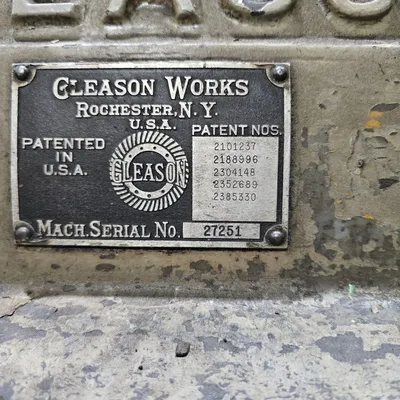 GLEASON WORKS
ROCHESTER, N.Y.
U.S.A.
PATENTED
IN
U.S.A.
GLEASON
PATENT NOS.
2101237
2188996
2304148
2352689
2385330
MACH. SERIAL NO. 27251